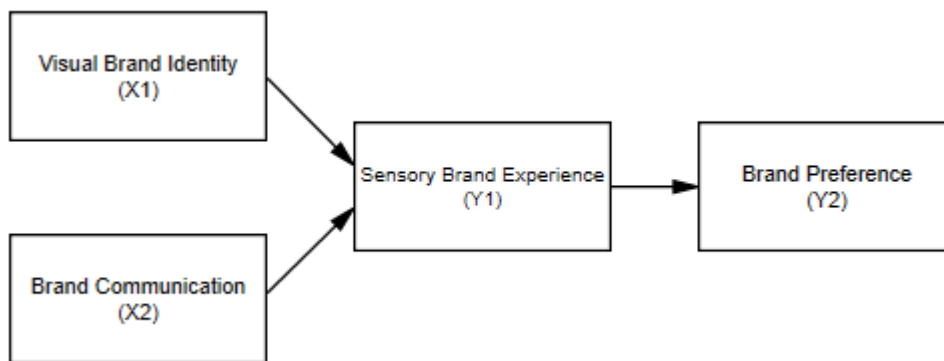 Visual Brand Identity
(X1)
Sensory Brand Experience
(Y1)
Brand Preference
(Y2)
Brand Communication
(X2)